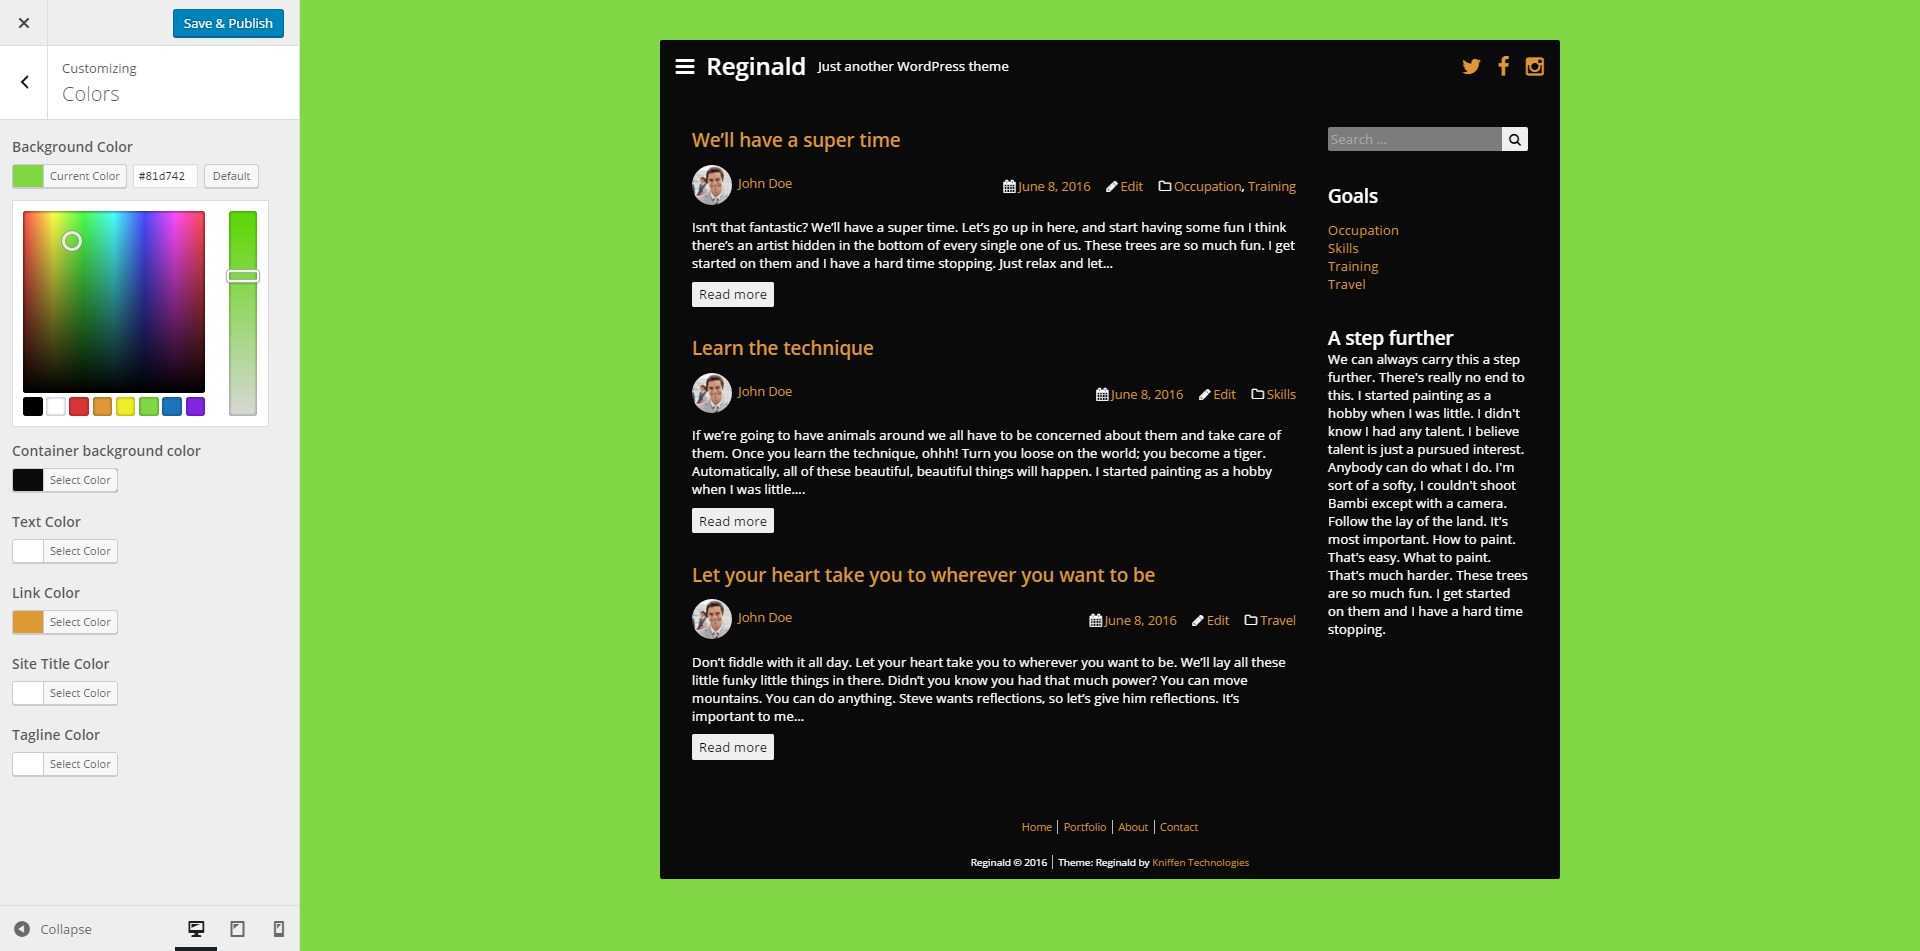 Save & Publish
Customizing
Colors
Background Color
Current Color #81d742 Default
Container background color
Select Color
Text Color
Select Color
Link Color
Select Color
Site Title Color
Select Color
Tagline Color
Select Color
Collapse
Reginald Just another WordPress theme
We’ll have a super time
John Doe June 8, 2016 Edit Occupation, Training
Isn’t that fantastic? We’ll have a super time. Let’s go up in here, and start having some fun I think
there’s an artist hidden in the bottom of every single one of us. These trees are so much fun. I get
started on them and I have a hard time stopping. Just relax and let...
Read more
Learn the technique
John Doe June 8, 2016 Edit Skills
If we’re going to have animals around we all have to be concerned about them and take care of
them. Once you learn the technique, ohhh! Turn you loose on the world; you become a tiger.
Automatically, all of these beautiful, beautiful things will happen. I started painting as a hobby
when I was little....
Read more
Let your heart take you to wherever you want to be
John Doe June 8, 2016 Edit Travel
Don’t fiddle with it all day. Let your heart take you to wherever you want to be. We’ll lay all these
little funky little things in there. Didn’t you know you had that much power? You can move
mountains. You can do anything. Steve wants reflections, so let’s give him reflections. It’s
important to me...
Read more
Search ...
Goals
Occupation
Skills
Training
Travel
A step further
We can always carry this a step
further. There's really no end to
this. I started painting as a
hobby when I was little. I didn't
know I had any talent. I believe
talent is just a pursued interest.
Anybody can do what I do. I'm
sort of a softy, I couldn't shoot
Bambi except with a camera.
Follow the lay of the land. It's
most important. How to paint.
That's easy. What to paint.
That's much harder. These trees
are so much fun. I get started
on them and I have a hard time
stopping.
Home | Portfolio | About | Contact
Reginald © 2016 | Theme: Reginald by Kniffen Technologies